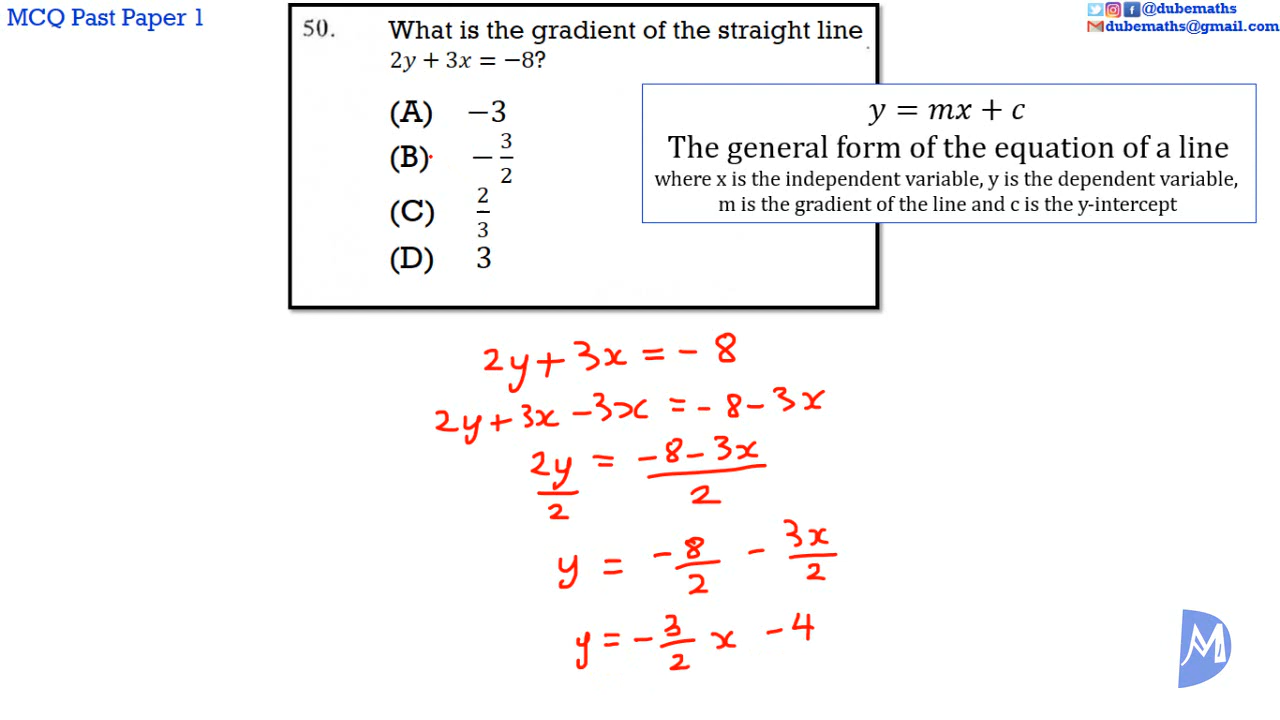 MCQ Past Paper 1
@dubemaths
dubemaths@gmail.com
50. What is the gradient of the straight line
2y + 3x = −8?
(A) −3
(B) −3/2
(C) 2/3
(D) 3
y = mx + c
The general form of the equation of a line
where x is the independent variable, y is the dependent variable,
m is the gradient of the line and c is the y-intercept
2y + 3x = - 8
2y + 3x - 3x = - 8 - 3x
2y/2 = (-8 - 3x)/2
y = -8/2 - 3x/2
y = -3/2 x - 4
M